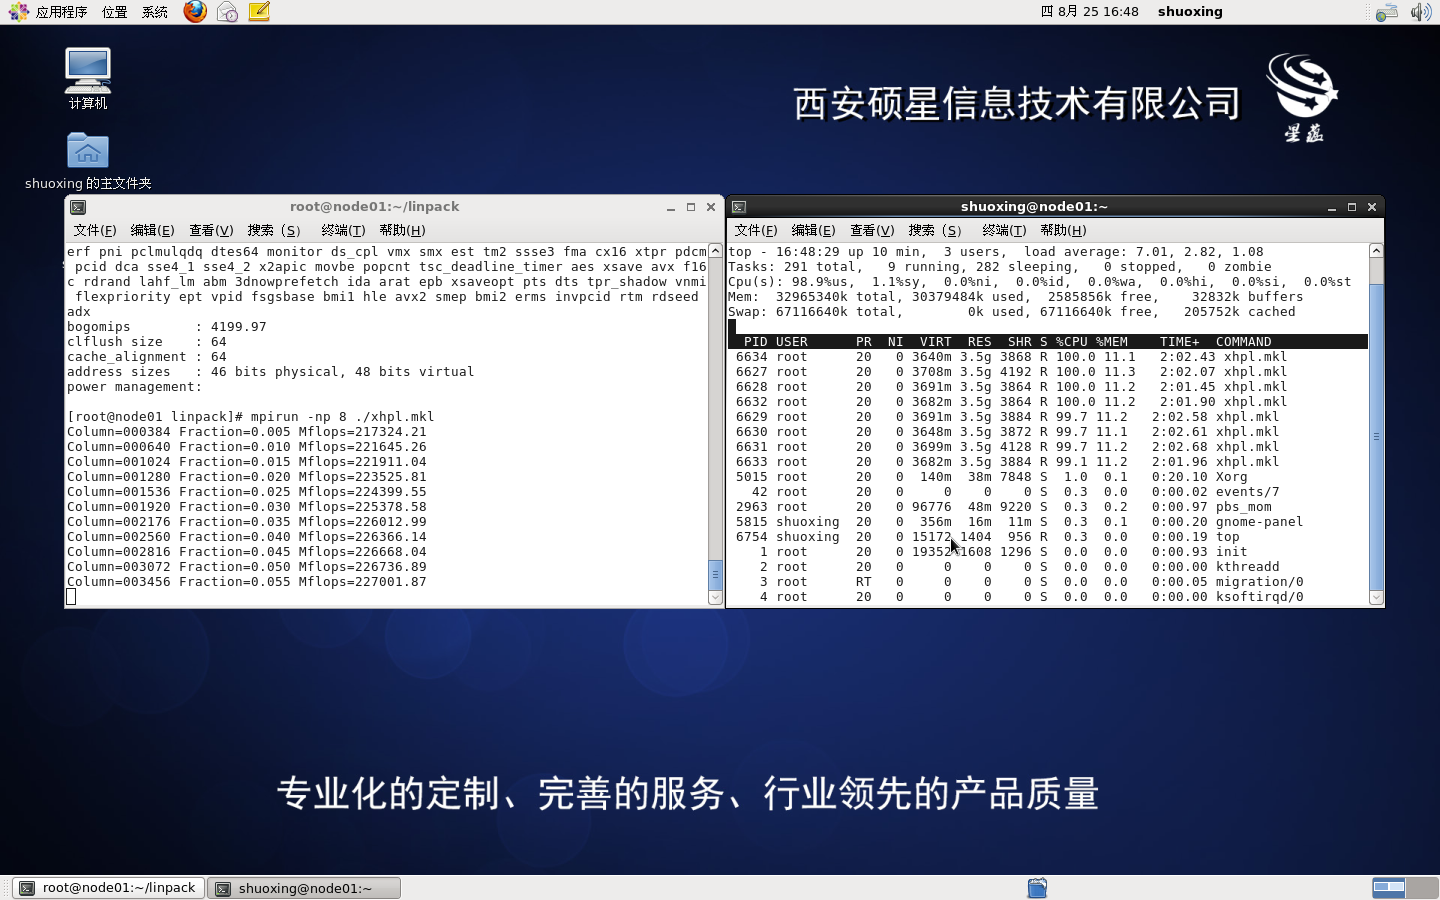 应用程序 位置 系统 四 8月 25 16:48 shuoxing
计算机
西安硕星信息技术有限公司
shuoxing 的主文件夹
root@node01:~/linpack
文件(F) 编辑(E) 查看(V) 搜索 (S) 终端(T) 帮助(H)
erf pni pclmulqdq dtes64 monitor ds_cpl vmx smx est tm2 ssse3 fma cx16 xtpr pdcm
pcid dca sse4_1 sse4_2 x2apic movbe popcnt tsc_deadline_timer aes xsave avx f16
c rdrand lahf_lm abm 3dnowprefetch ida arat epb xsaveopt pts dts tpr_shadow vnmi
flexpriority ept vpid fsgsbase bmi1 hle avx2 smep bmi2 erms invpcid rtm rdseed
adx
bogomips : 4199.97
clflush size : 64
cache_alignment : 64
address sizes : 46 bits physical, 48 bits virtual
power management:
[root@node01 linpack]# mpirun -np 8 ./xhpl.mkl
Column=000384 Fraction=0.005 Mflops=217324.21
Column=000640 Fraction=0.010 Mflops=221645.26
Column=001024 Fraction=0.015 Mflops=221911.04
Column=001280 Fraction=0.020 Mflops=223525.81
Column=001536 Fraction=0.025 Mflops=224399.55
Column=001920 Fraction=0.030 Mflops=225378.58
Column=002176 Fraction=0.035 Mflops=226012.99
Column=002560 Fraction=0.040 Mflops=226366.14
Column=002816 Fraction=0.045 Mflops=226668.04
Column=003072 Fraction=0.050 Mflops=226736.89
Column=003456 Fraction=0.055 Mflops=227001.87
shuoxing@node01:~
文件(F) 编辑(E) 查看(V) 搜索 (S) 终端(T) 帮助(H)
top - 16:48:29 up 10 min, 3 users, load average: 7.01, 2.82, 1.08
Tasks: 291 total, 9 running, 282 sleeping, 0 stopped, 0 zombie
Cpu(s): 98.9%us, 1.1%sy, 0.0%ni, 0.0%id, 0.0%wa, 0.0%hi, 0.0%si, 0.0%st
Mem: 32965340k total, 30379484k used, 2585856k free, 32832k buffers
Swap: 67116640k total, 0k used, 67116640k free, 205752k cached
PID USER PR NI VIRT RES SHR S %CPU %MEM TIME+ COMMAND
6634 root 20 0 3640m 3.5g 3868 R 100.0 11.1 2:02.43 xhpl.mkl
6627 root 20 0 3708m 3.5g 4192 R 100.0 11.3 2:02.07 xhpl.mkl
6628 root 20 0 3691m 3.5g 3864 R 100.0 11.2 2:01.45 xhpl.mkl
6632 root 20 0 3682m 3.5g 3864 R 100.0 11.2 2:01.90 xhpl.mkl
6629 root 20 0 3691m 3.5g 3884 R 99.7 11.2 2:02.58 xhpl.mkl
6630 root 20 0 3648m 3.5g 3872 R 99.7 11.1 2:02.61 xhpl.mkl
6631 root 20 0 3699m 3.5g 4128 R 99.7 11.2 2:02.68 xhpl.mkl
6633 root 20 0 3682m 3.5g 3884 R 99.1 11.2 2:01.96 xhpl.mkl
5015 root 20 0 140m 38m 7848 S 1.0 0.1 0:20.10 Xorg
42 root 20 0 0 0 0 S 0.3 0.0 0:00.02 events/7
2963 root 20 0 96776 48m 9220 S 0.3 0.2 0:00.97 pbs_mom
5815 shuoxing 20 0 356m 16m 11m S 0.3 0.1 0:00.20 gnome-panel
6754 shuoxing 20 0 15172 1404 956 R 0.3 0.0 0:00.19 top
1 root 20 0 19352 1608 1296 S 0.0 0.0 0:00.93 init
2 root 20 0 0 0 0 S 0.0 0.0 0:00.00 kthreadd
3 root RT 0 0 0 0 S 0.0 0.0 0:00.05 migration/0
4 root 20 0 0 0 0 S 0.0 0.0 0:00.00 ksoftirqd/0
专业化的定制、完善的服务、行业领先的产品质量
root@node01:~/linpack shuoxing@node01:~